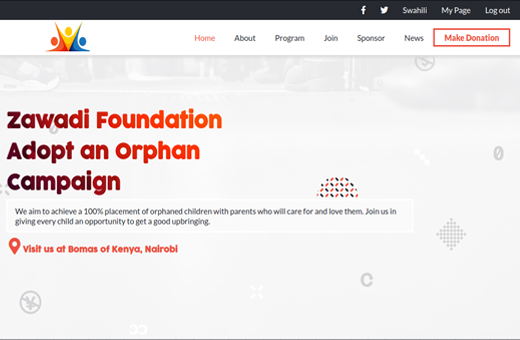 Swahili My Page Log out
Home About Program Join Sponsor News Make Donation
Zawadi Foundation
Adopt an Orphan
Campaign
We aim to achieve a 100% placement of orphaned children with parents who will care for and love them. Join us in
giving every child an opportunity to get a good upbringing.
Visit us at Bomas of Kenya, Nairobi